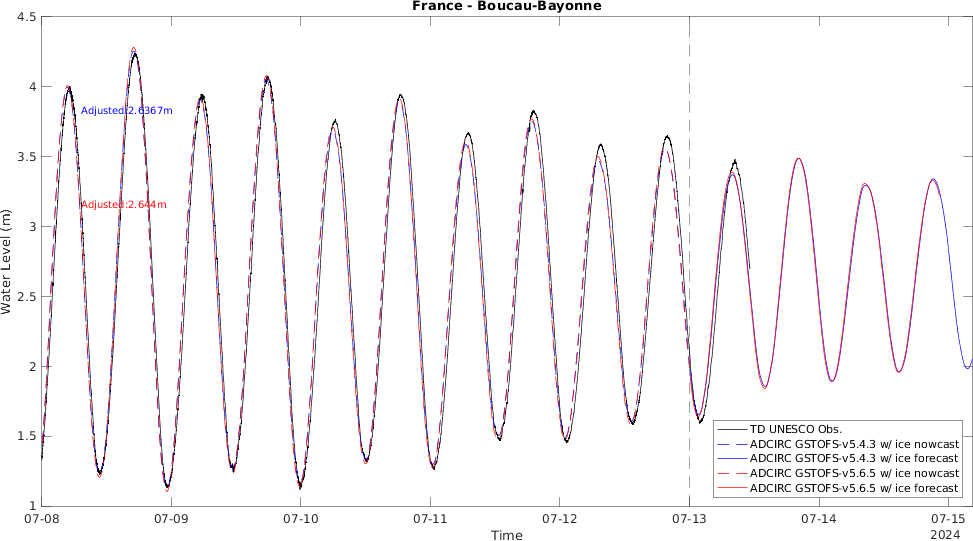 France - Boucau-Bayonne
4.5
4
3.5
3
2.5
2
1.5
1
Water Level (m)
Adjusted:2.6367m
Adjusted:2.644m
TD UNESCO Obs.
ADCIRC GSTOFS-v5.4.3 w/ ice nowcast
ADCIRC GSTOFS-v5.4.3 w/ ice forecast
ADCIRC GSTOFS-v5.6.5 w/ ice nowcast
ADCIRC GSTOFS-v5.6.5 w/ ice forecast
07-08 07-09 07-10 07-11 07-12 07-13 07-14 07-15
Time
2024